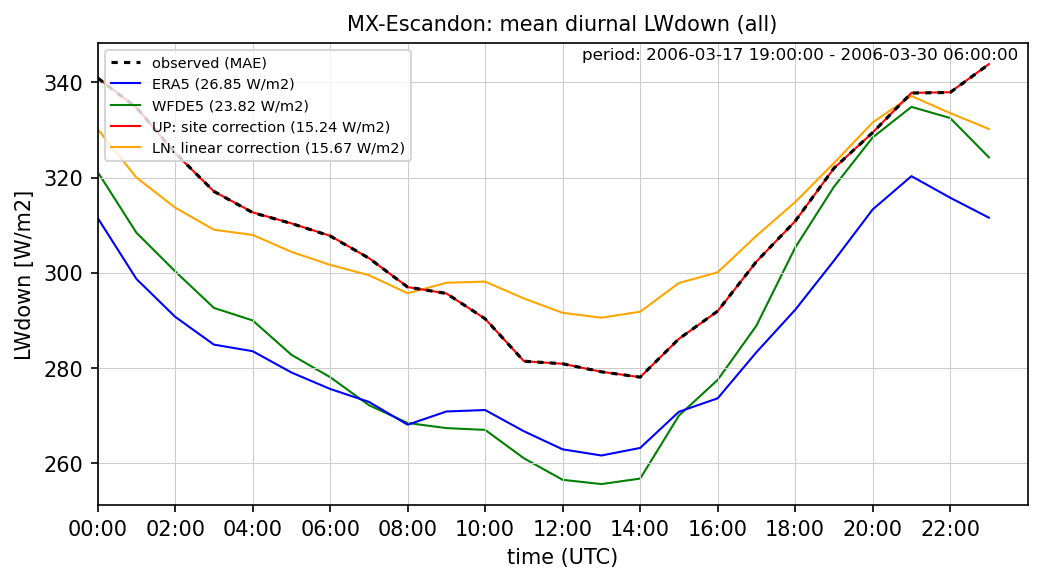 MX-Escandon: mean diurnal LWdown (all)
period: 2006-03-17 19:00:00 - 2006-03-30 06:00:00
observed (MAE)
ERA5 (26.85 W/m2)
WFDE5 (23.82 W/m2)
UP: site correction (15.24 W/m2)
LN: linear correction (15.67 W/m2)
LWdown [W/m2]
340
320
300
280
260
00:00 02:00 04:00 06:00 08:00 10:00 12:00 14:00 16:00 18:00 20:00 22:00
time (UTC)